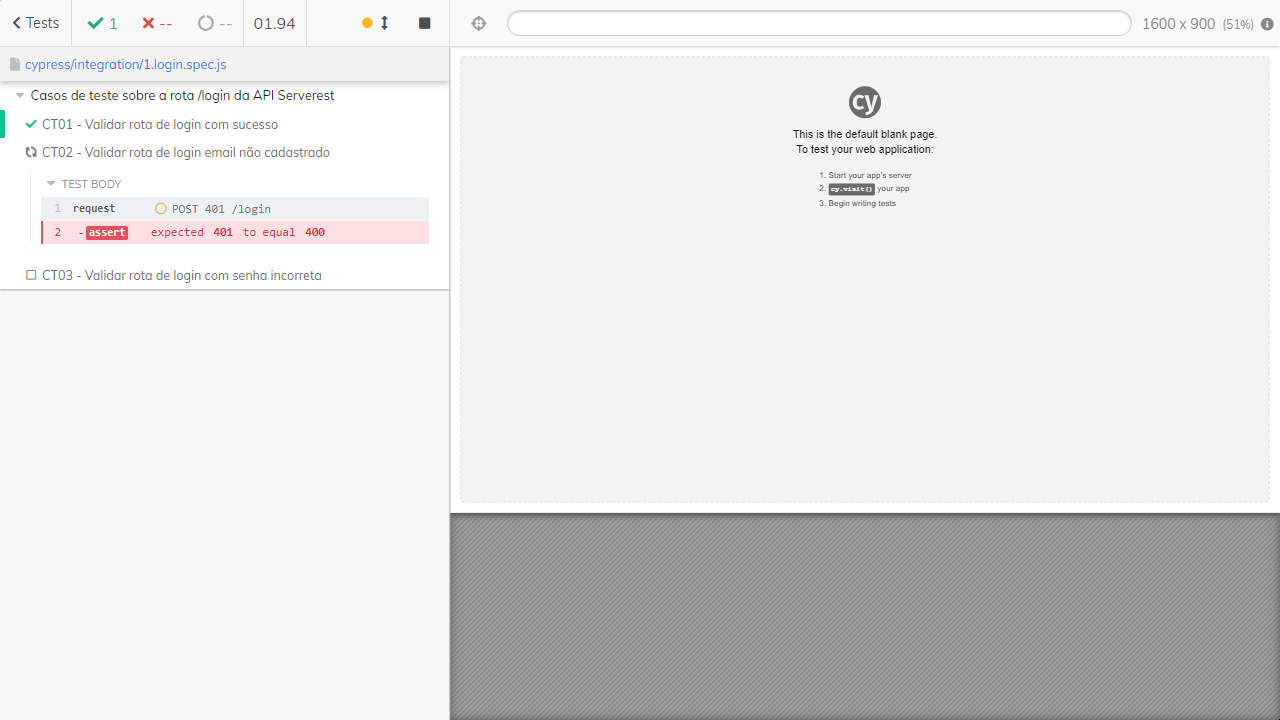 Tests
1
--
--
01.94
1600 x 900 (51%)
cypress/integration/1.login.spec.js
Casos de teste sobre a rota /login da API Serverest
CT01 - Validar rota de login com sucesso
CT02 - Validar rota de login email não cadastrado
TEST BODY
1 request POST 401 /login
2 -assert expected 401 to equal 400
CT03 - Validar rota de login com senha incorreta
cy
This is the default blank page.
To test your web application:
1. Start your app's server
2. cy.visit() your app
3. Begin writing tests